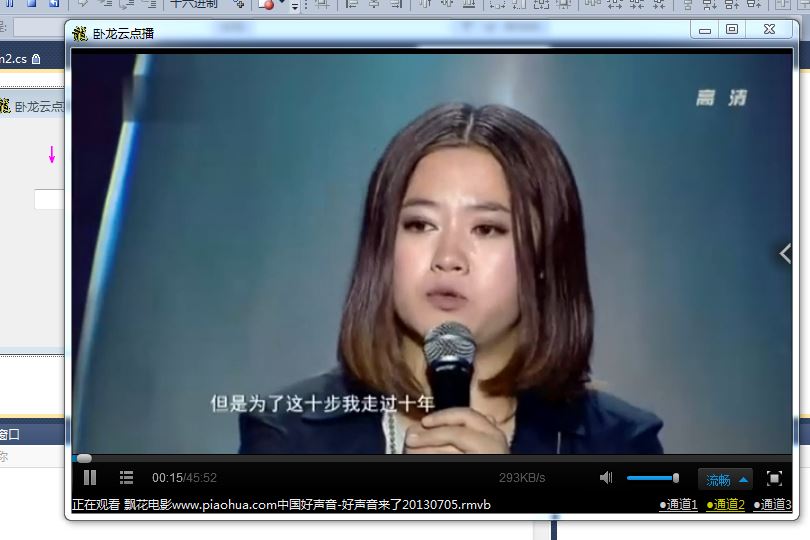 十六进制
m2.cs
卧龙云点播
卧龙云点
高 清
但是为了这十步我走过十年
窗口
你
00:15/45:52
293KB/s
流畅
正在观看 飘花电影www.piaohua.com中国好声音-好声音来了20130705.rmvb
●通道1 ●通道2 ●通道3